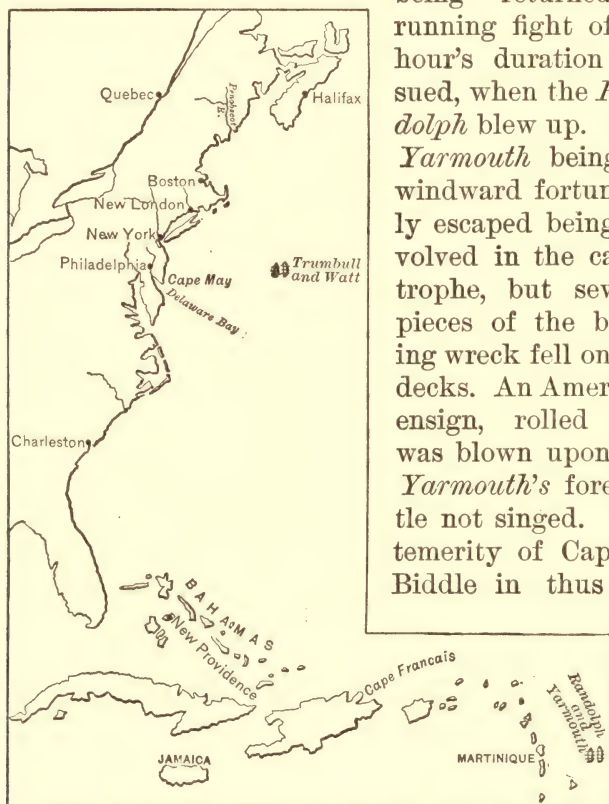 being returned
running fight of
hour's duration
sued, when the
dolph blew up.
Yarmouth being
windward fortun
ly escaped being
volved in the ca
trophe, but sev
pieces of the b
ing wreck fell on
decks. An Amer
ensign, rolled
was blown upon
Yarmouth's fore
tle not singed.
temerity of Cap
Biddle in thus
Quebec
Penobscot
R.
Halifax
Boston
New London
New York
Philadelphia
Cape May
Delaware Bay
Trumbull
and Watt
Charleston
BAHAMAS
New Providence
Cape Francais
JAMAICA
MARTINIQUE
Randolph
and
Yarmouth